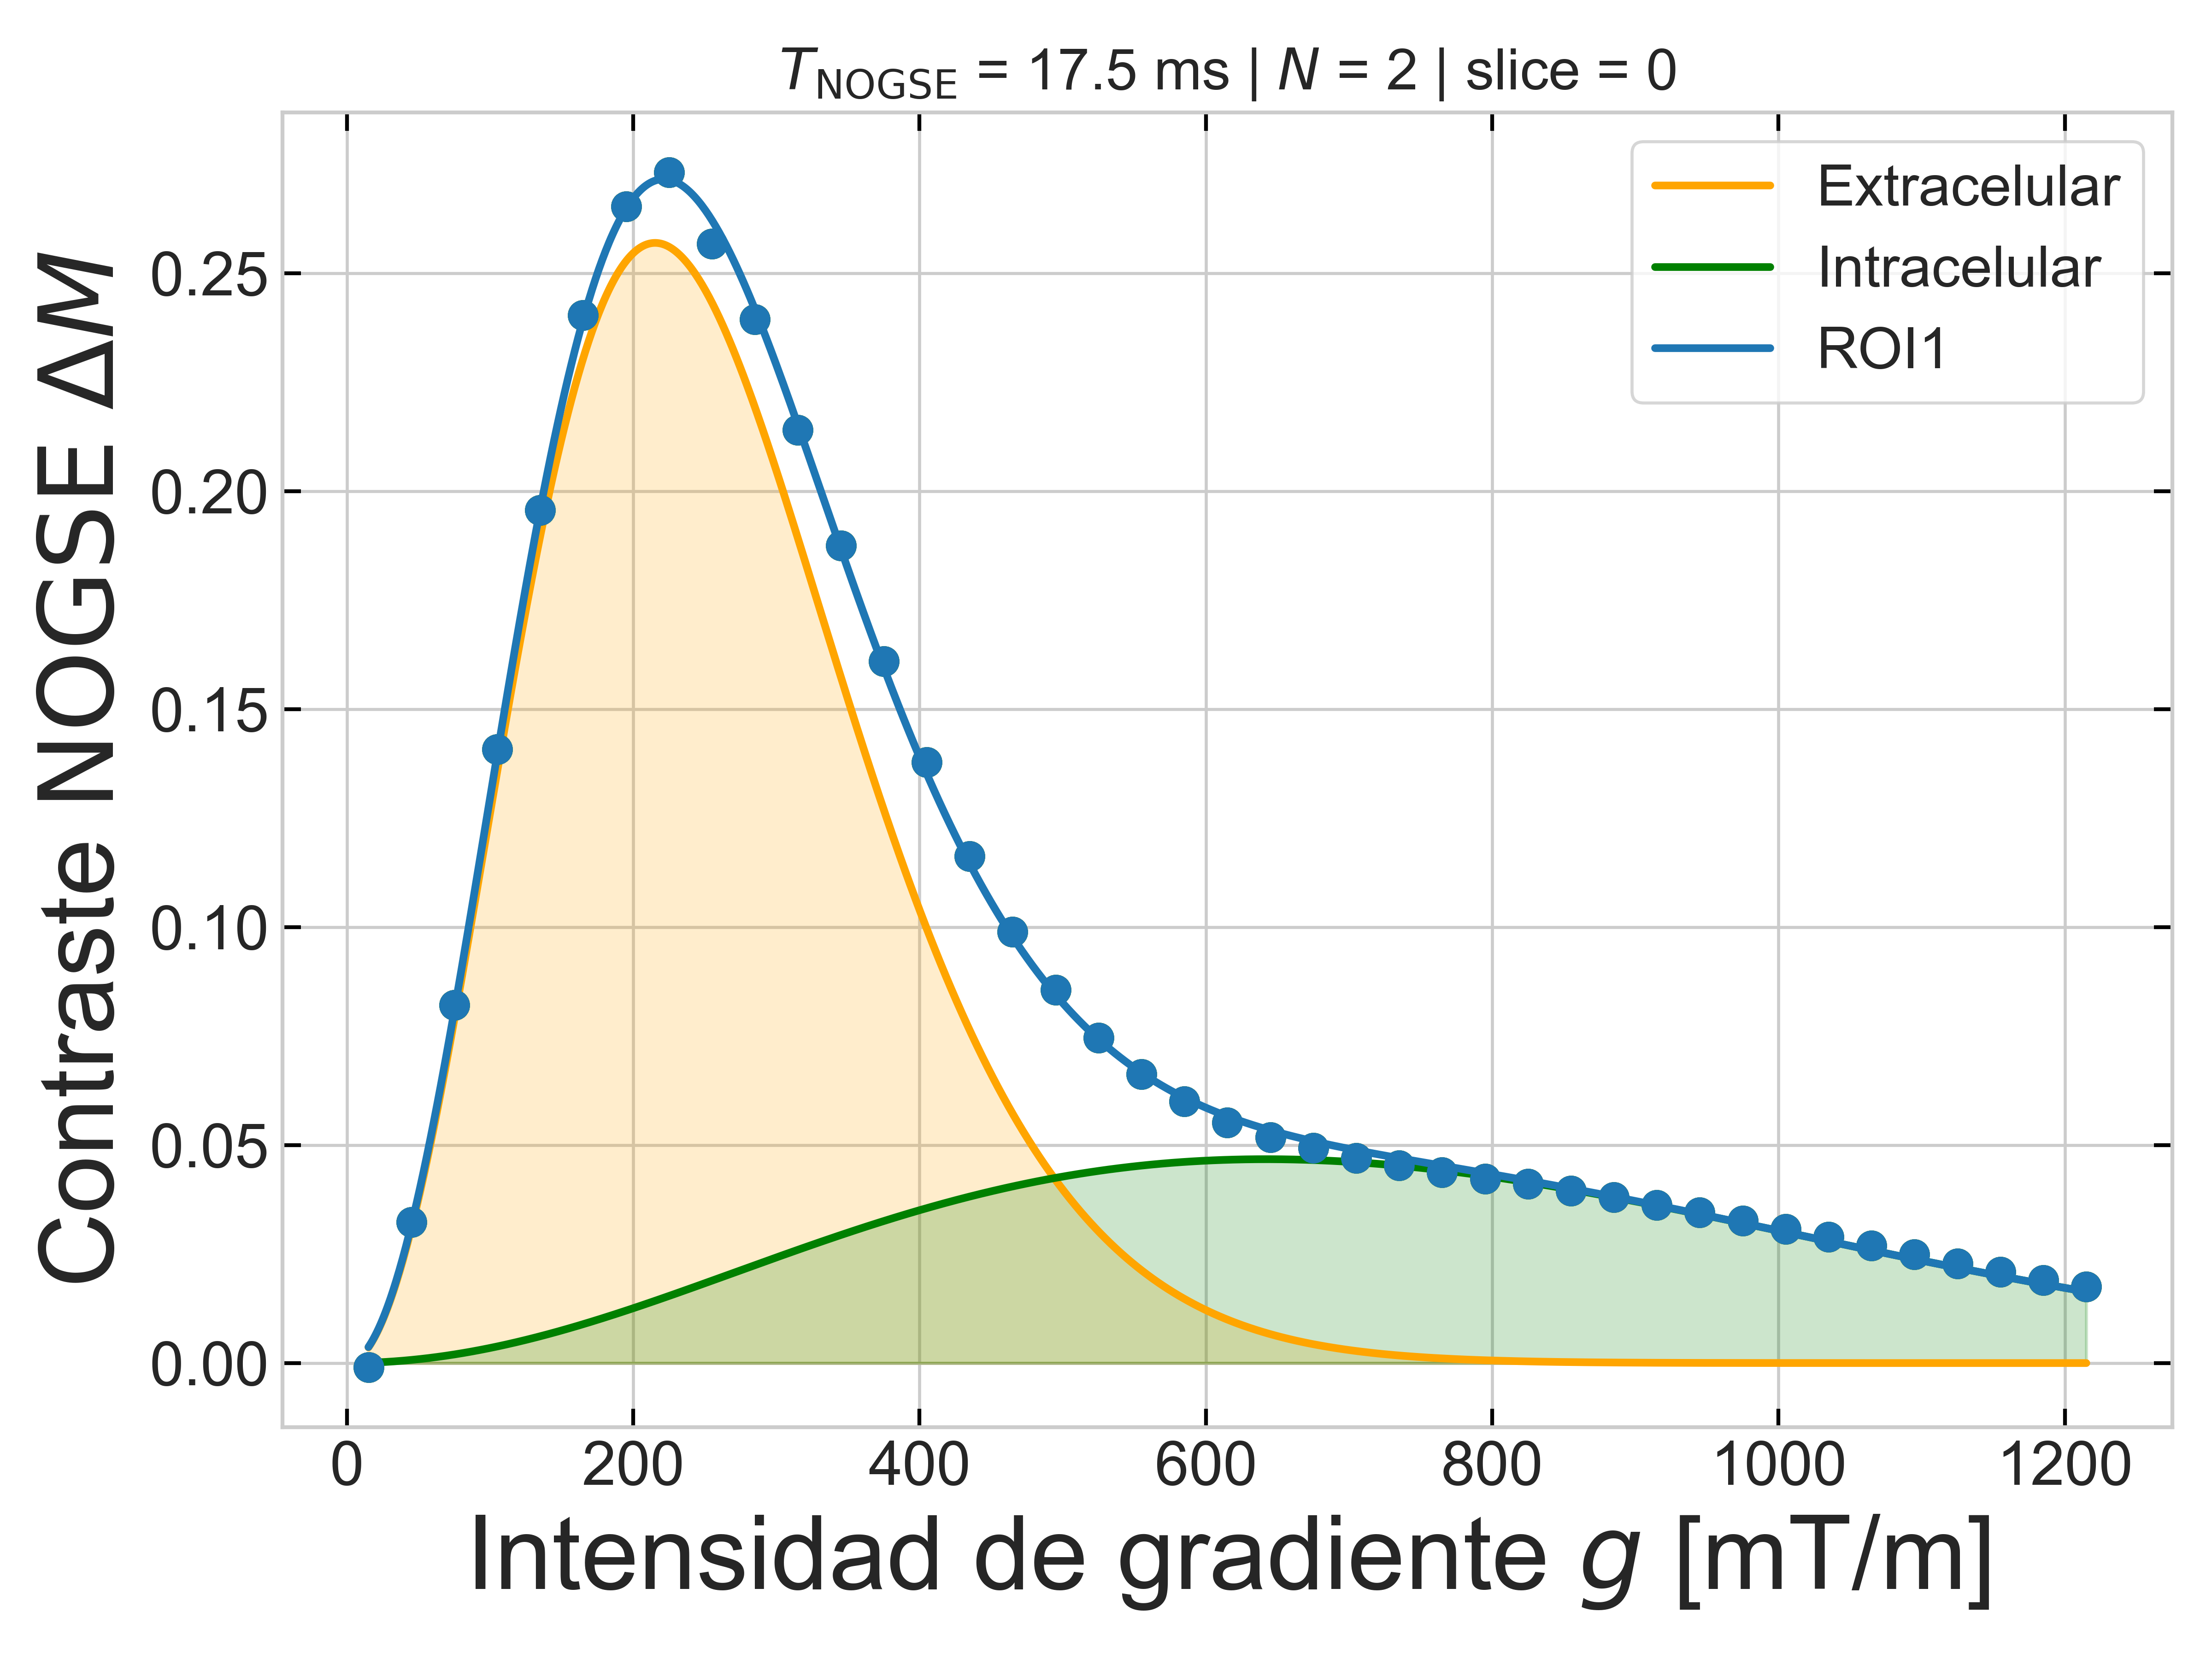 T_NOGSE = 17.5 ms | N = 2 | slice = 0
Extracelular
Intracelular
ROI1
Contraste NOGSE ΔM
0.25
0.20
0.15
0.10
0.05
0.00
0 200 400 600 800 1000 1200
Intensidad de gradiente g [mT/m]